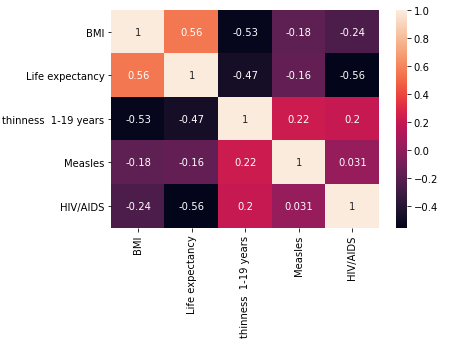 BMI 1 0.56 -0.53 -0.18 -0.24
Life expectancy 0.56 1 -0.47 -0.16 -0.56
thinness  1-19 years -0.53 -0.47 1 0.22 0.2
Measles -0.18 -0.16 0.22 1 0.031
HIV/AIDS -0.24 -0.56 0.2 0.031 1
BMI
Life expectancy
thinness  1-19 years
Measles
HIV/AIDS
1.0
0.8
0.6
0.4
0.2
0.0
−0.2
−0.4